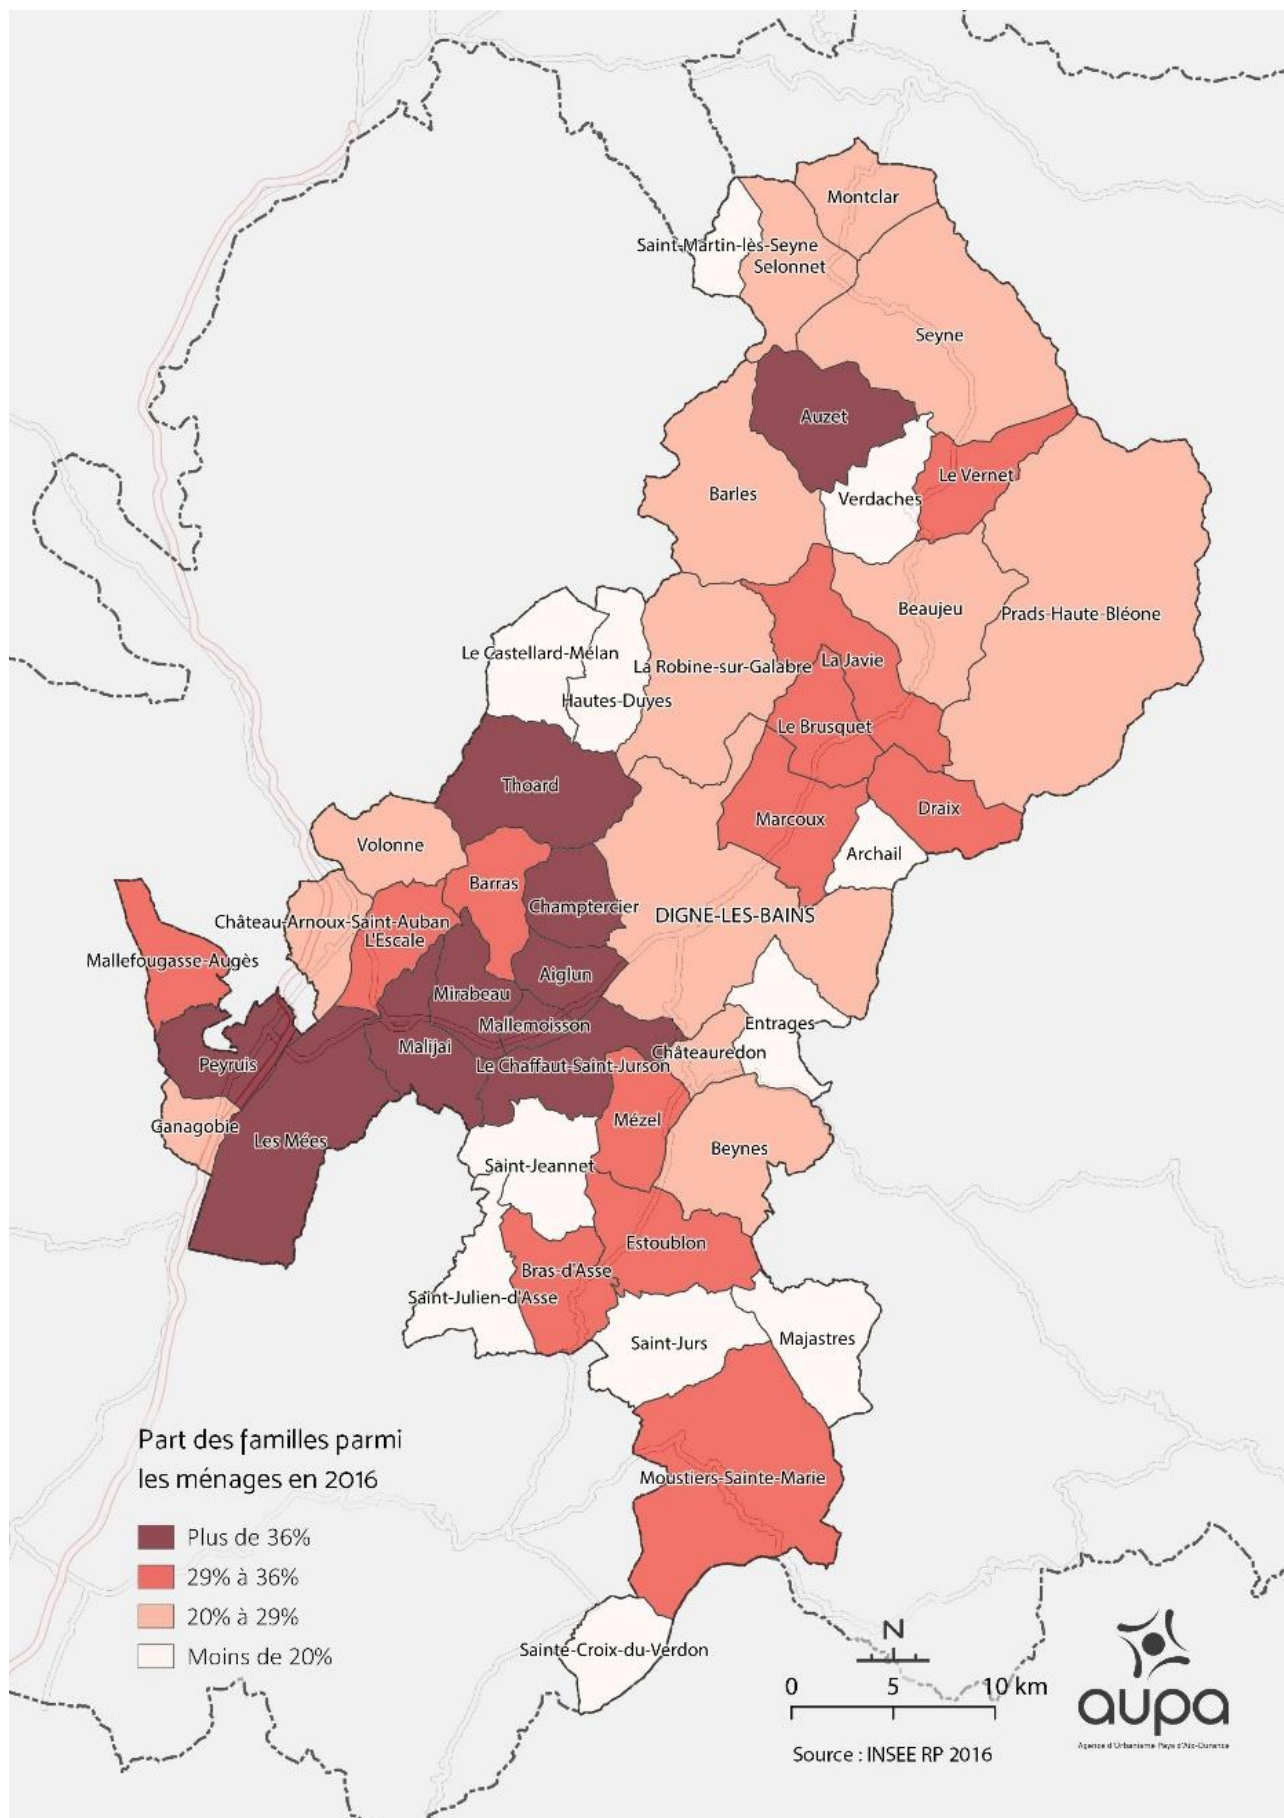 Montclar
Saint-Martin-lès-Seyne
Selonnet
Seyne
Auzet
Le Vernet
Barles
Verdaches
Beaujeu
Prads-Haute-Bléone
Le Castellard-Mélan
La Robine-sur-Galabre
La Javie
Hautes-Duyes
Le Brusquet
Thoard
Draix
Marcoux
Volonne
Archail
Barras
Champtercier
DIGNE-LES-BAINS
Château-Arnoux-Saint-Auban
L'Escale
Mallefougasse-Augès
Aiglun
Mirabeau
Entrages
Mallemoisson
Malijai
Châteauredon
Peyruis
Le Chaffaut-Saint-Jurson
Mézel
Ganagobie
Les Mées
Beynes
Saint-Jeannet
Estoublon
Bras-d'Asse
Saint-Julien-d'Asse
Saint-Jurs
Majastres
Moustiers-Sainte-Marie
Sainte-Croix-du-Verdon
Part des familles parmi
les ménages en 2016
Plus de 36%
29% à 36%
20% à 29%
Moins de 20%
N
0 5 10 km
Source : INSEE RP 2016
aupa
Agence d'Urbanisme Pays d'Aix-Durance